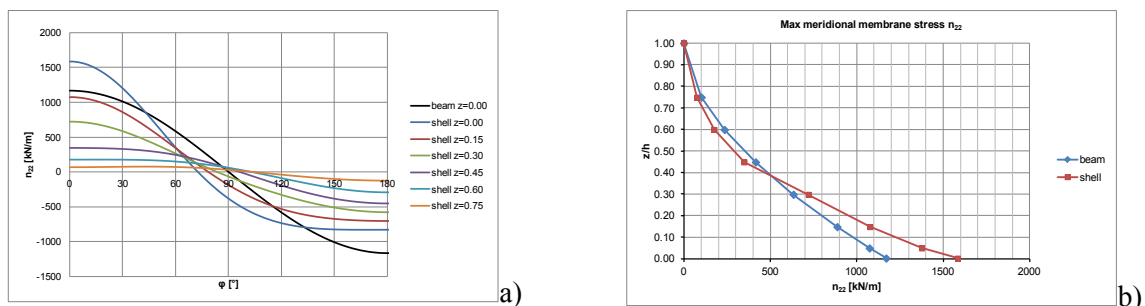 2000
1500
1000
500
0
-500
-1000
-1500
0
30
60
90
120
150
180
n22 [kN/m]
φ [°]
beam z=0.00
shell z=0.00
shell z=0.15
shell z=0.30
shell z=0.45
shell z=0.60
shell z=0.75
a)
Max meridional membrane stress n22
1.00
0.90
0.80
0.70
0.60
0.50
0.40
0.30
0.20
0.10
0.00
z/h
0
500
1000
1500
2000
n22 [kN/m]
beam
shell
b)